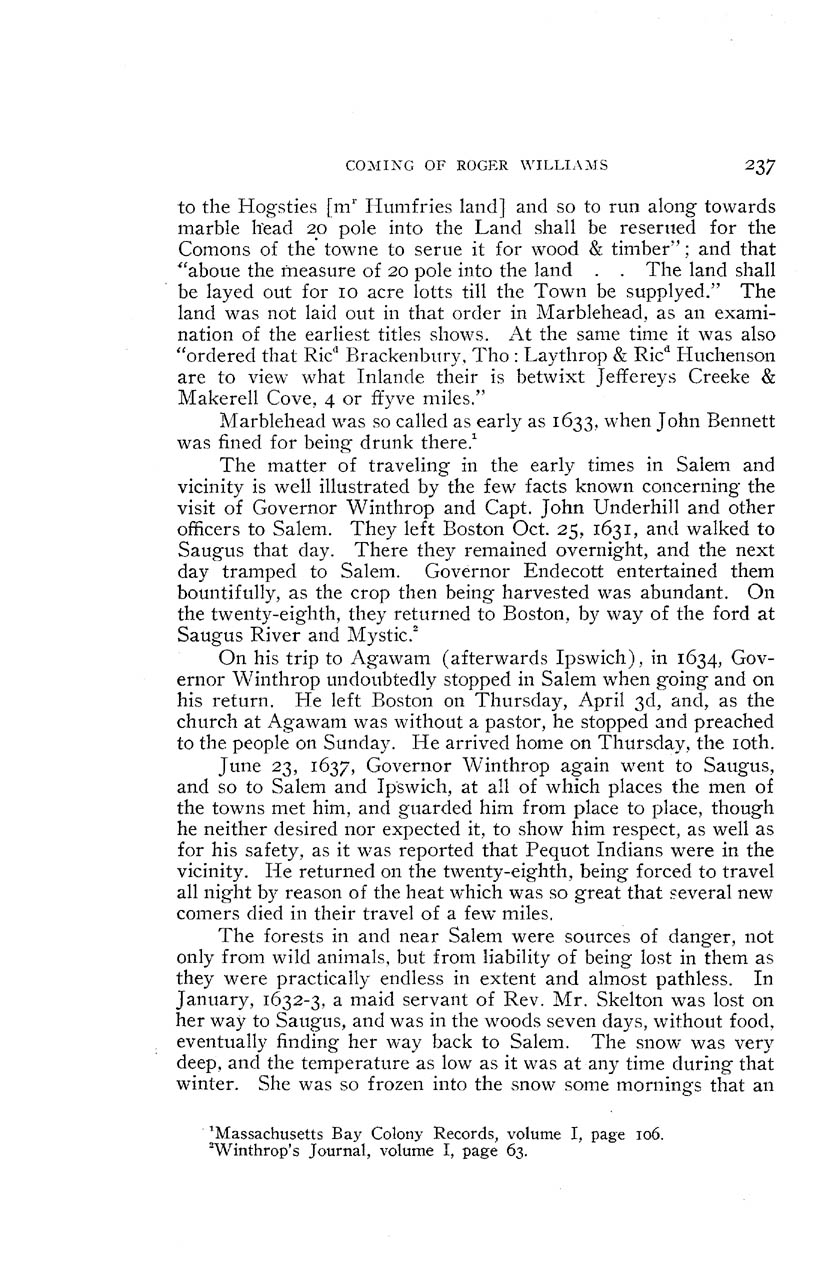 COMING OF ROGER WILLIAMS 237
to the Hogsties [mʳ Humfries land] and so to run along towards
marble head 20 pole into the Land shall be reserued for the
Comons of the towne to serue it for wood & timber"; and that
"aboue the measure of 20 pole into the land . . The land shall
be layed out for 10 acre lotts till the Town be supplyed." The
land was not laid out in that order in Marblehead, as an exami-
nation of the earliest titles shows. At the same time it was also
"ordered that Ricᵈ Brackenbury, Tho : Laythrop & Ricᵈ Huchenson
are to view what Inlande their is betwixt Jeffereys Creeke &
Makerell Cove, 4 or ffyve miles."
Marblehead was so called as early as 1633, when John Bennett
was fined for being drunk there.¹
The matter of traveling in the early times in Salem and
vicinity is well illustrated by the few facts known concerning the
visit of Governor Winthrop and Capt. John Underhill and other
officers to Salem. They left Boston Oct. 25, 1631, and walked to
Saugus that day. There they remained overnight, and the next
day tramped to Salem. Governor Endecott entertained them
bountifully, as the crop then being harvested was abundant. On
the twenty-eighth, they returned to Boston, by way of the ford at
Saugus River and Mystic.²
On his trip to Agawam (afterwards Ipswich), in 1634, Gov-
ernor Winthrop undoubtedly stopped in Salem when going and on
his return. He left Boston on Thursday, April 3d, and, as the
church at Agawam was without a pastor, he stopped and preached
to the people on Sunday. He arrived home on Thursday, the 10th.
June 23, 1637, Governor Winthrop again went to Saugus,
and so to Salem and Ipswich, at all of which places the men of
the towns met him, and guarded him from place to place, though
he neither desired nor expected it, to show him respect, as well as
for his safety, as it was reported that Pequot Indians were in the
vicinity. He returned on the twenty-eighth, being forced to travel
all night by reason of the heat which was so great that several new
comers died in their travel of a few miles.
The forests in and near Salem were sources of danger, not
only from wild animals, but from liability of being lost in them as
they were practically endless in extent and almost pathless. In
January, 1632-3, a maid servant of Rev. Mr. Skelton was lost on
her way to Saugus, and was in the woods seven days, without food,
eventually finding her way back to Salem. The snow was very
deep, and the temperature as low as it was at any time during that
winter. She was so frozen into the snow some mornings that an
¹Massachusetts Bay Colony Records, volume I, page 106.
²Winthrop's Journal, volume I, page 63.